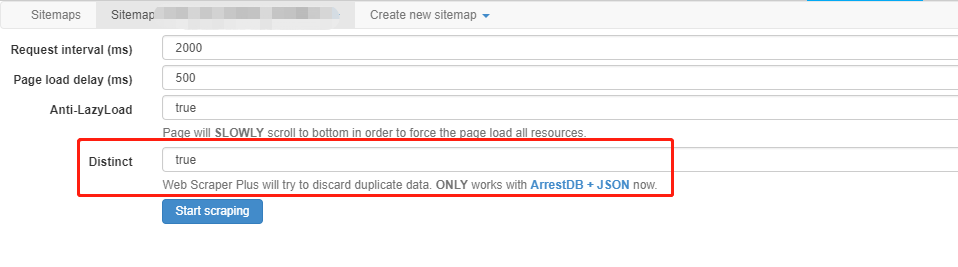 Sitemaps Sitemap Create new sitemap
Request interval (ms) 2000
Page load delay (ms) 500
Anti-LazyLoad true
Page will SLOWLY scroll to bottom in order to force the page load all resources.
Distinct true
Web Scraper Plus will try to discard duplicate data. ONLY works with ArrestDB + JSON now.
Start scraping